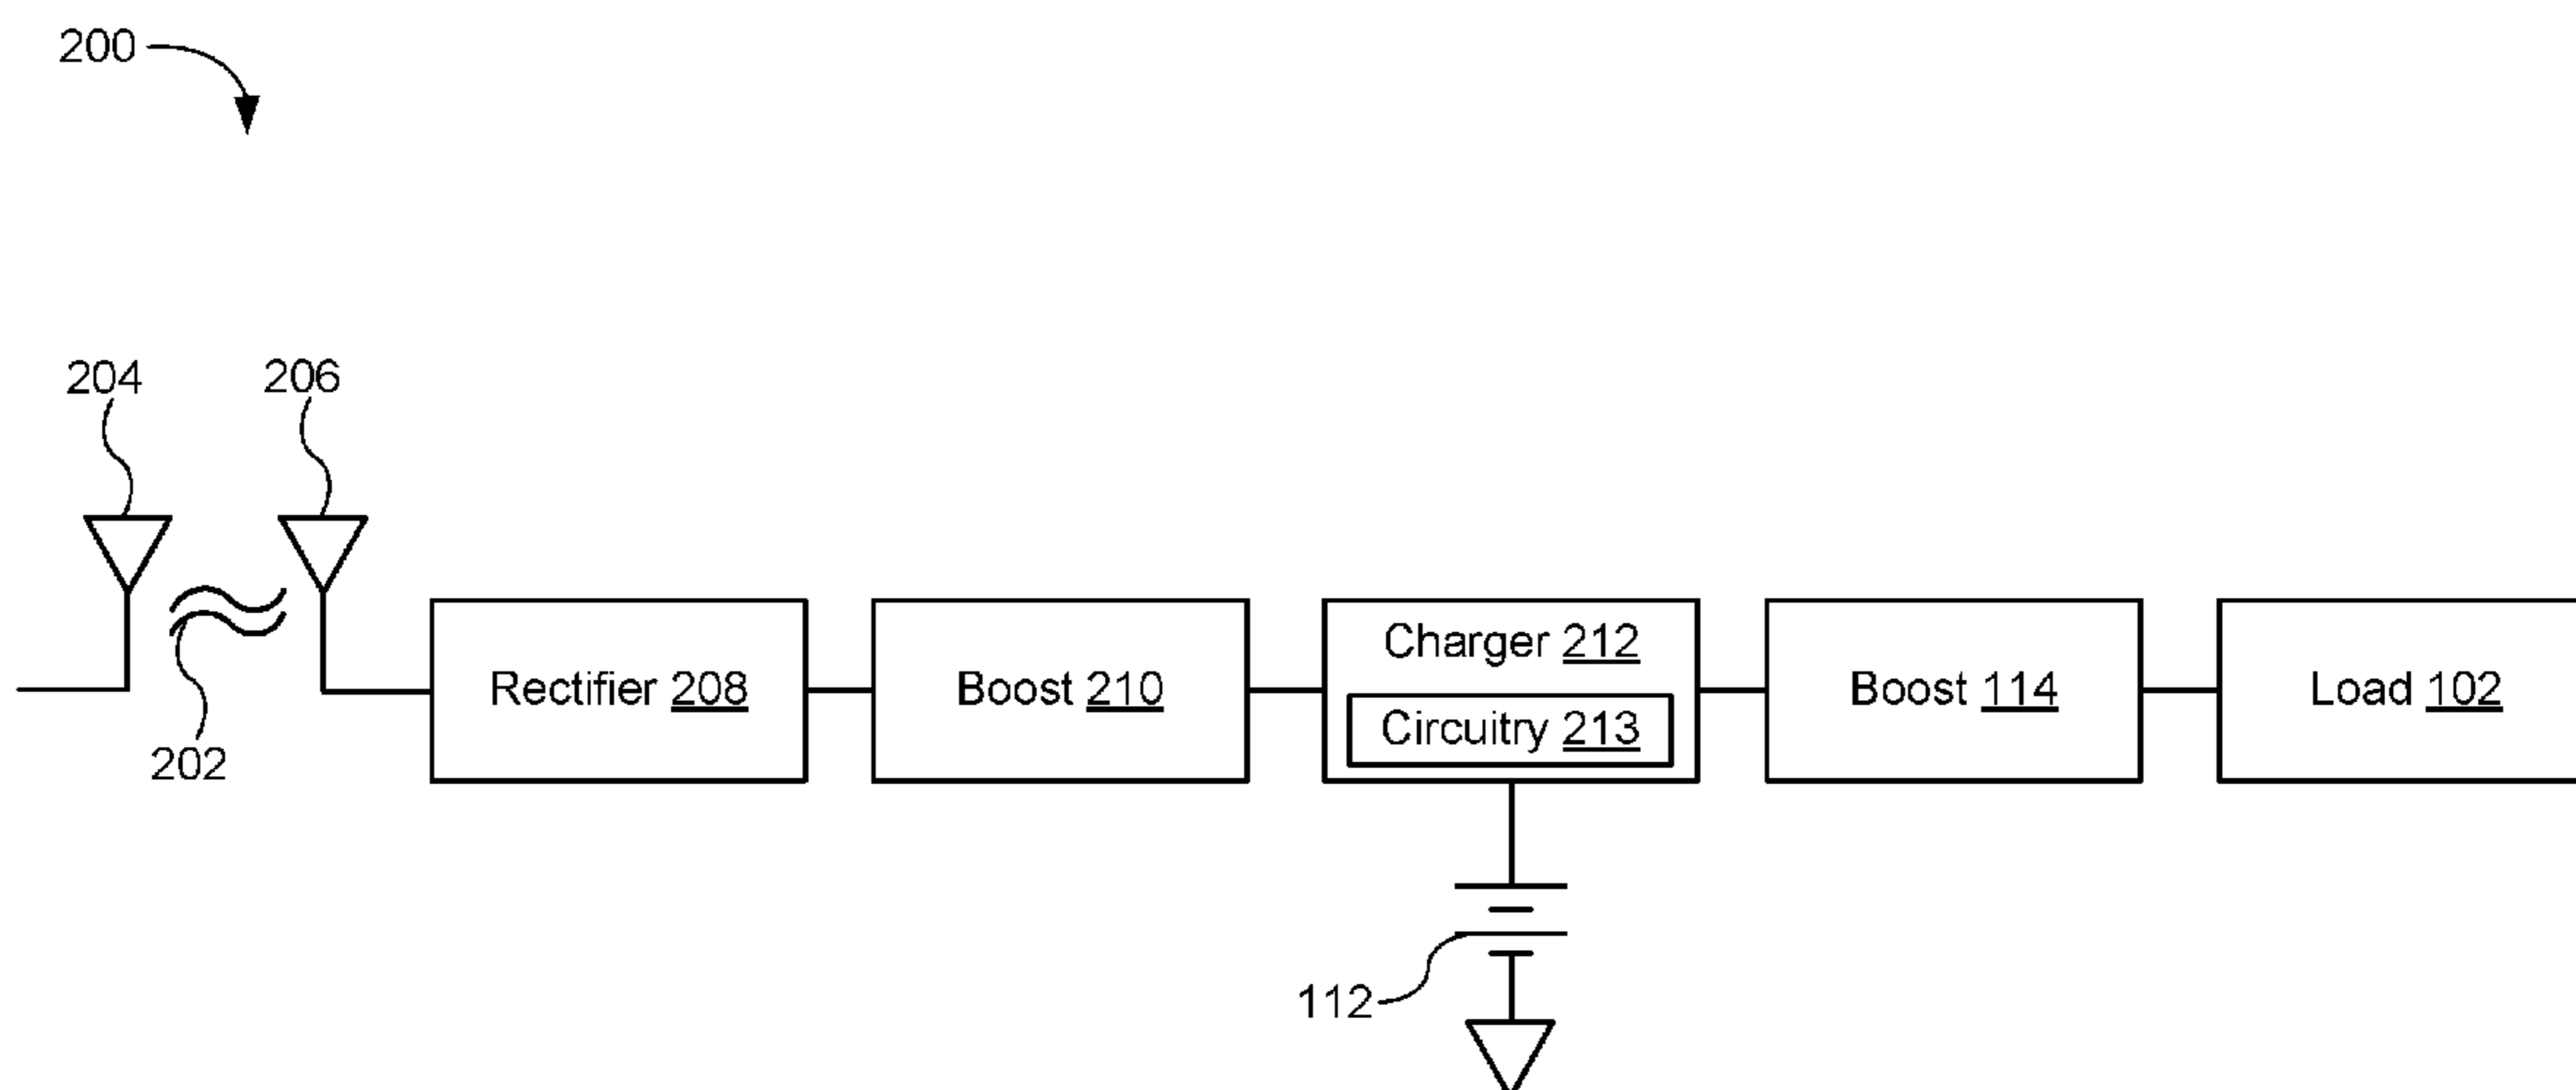 200
204
206
202
Rectifier 208
Boost 210
Charger 212
Circuitry 213
Boost 114
Load 102
112